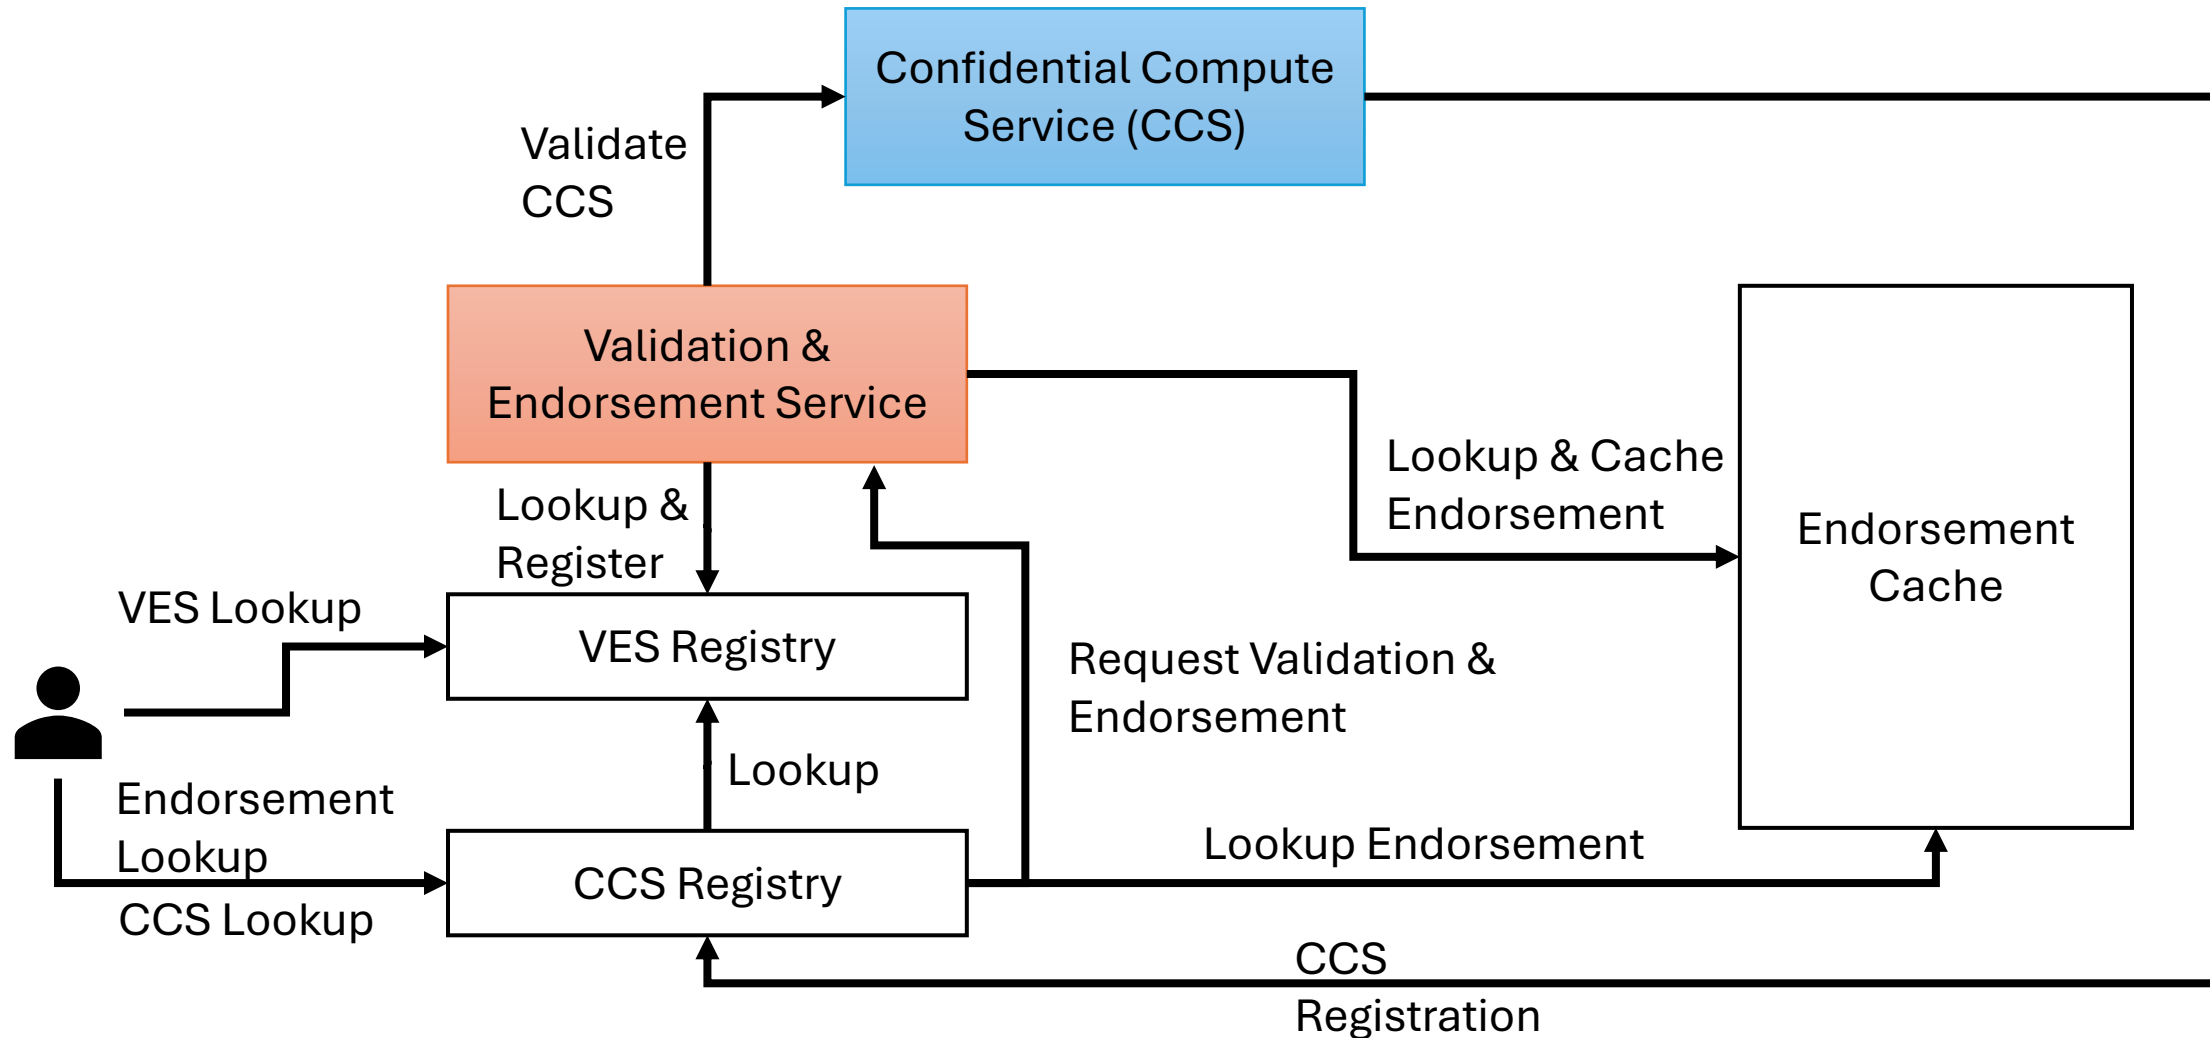 Confidential Compute
Service (CCS)
Validate
CCS
Validation &
Endorsement Service
Lookup & Cache
Endorsement
Endorsement
Cache
Lookup &
Register
VES Lookup
VES Registry
Request Validation &
Endorsement
Lookup
Endorsement
Lookup
CCS Lookup
CCS Registry
Lookup Endorsement
CCS
Registration